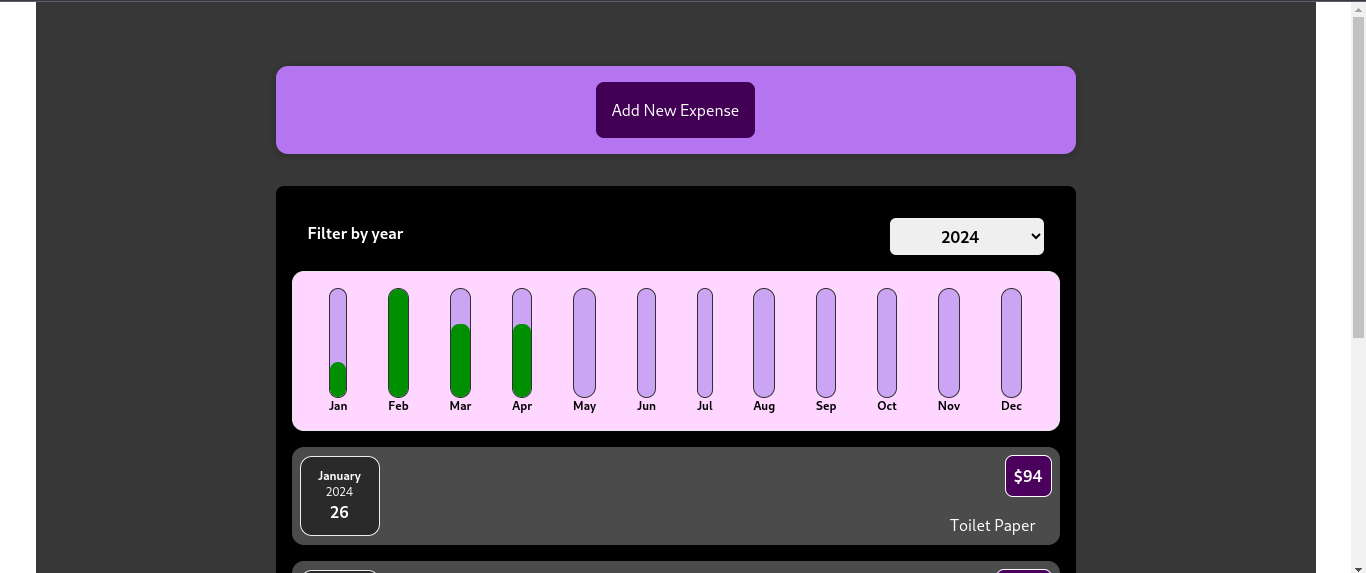 Add New Expense
Filter by year
2024
Jan Feb Mar Apr May Jun Jul Aug Sep Oct Nov Dec
January
2024
26
$94
Toilet Paper